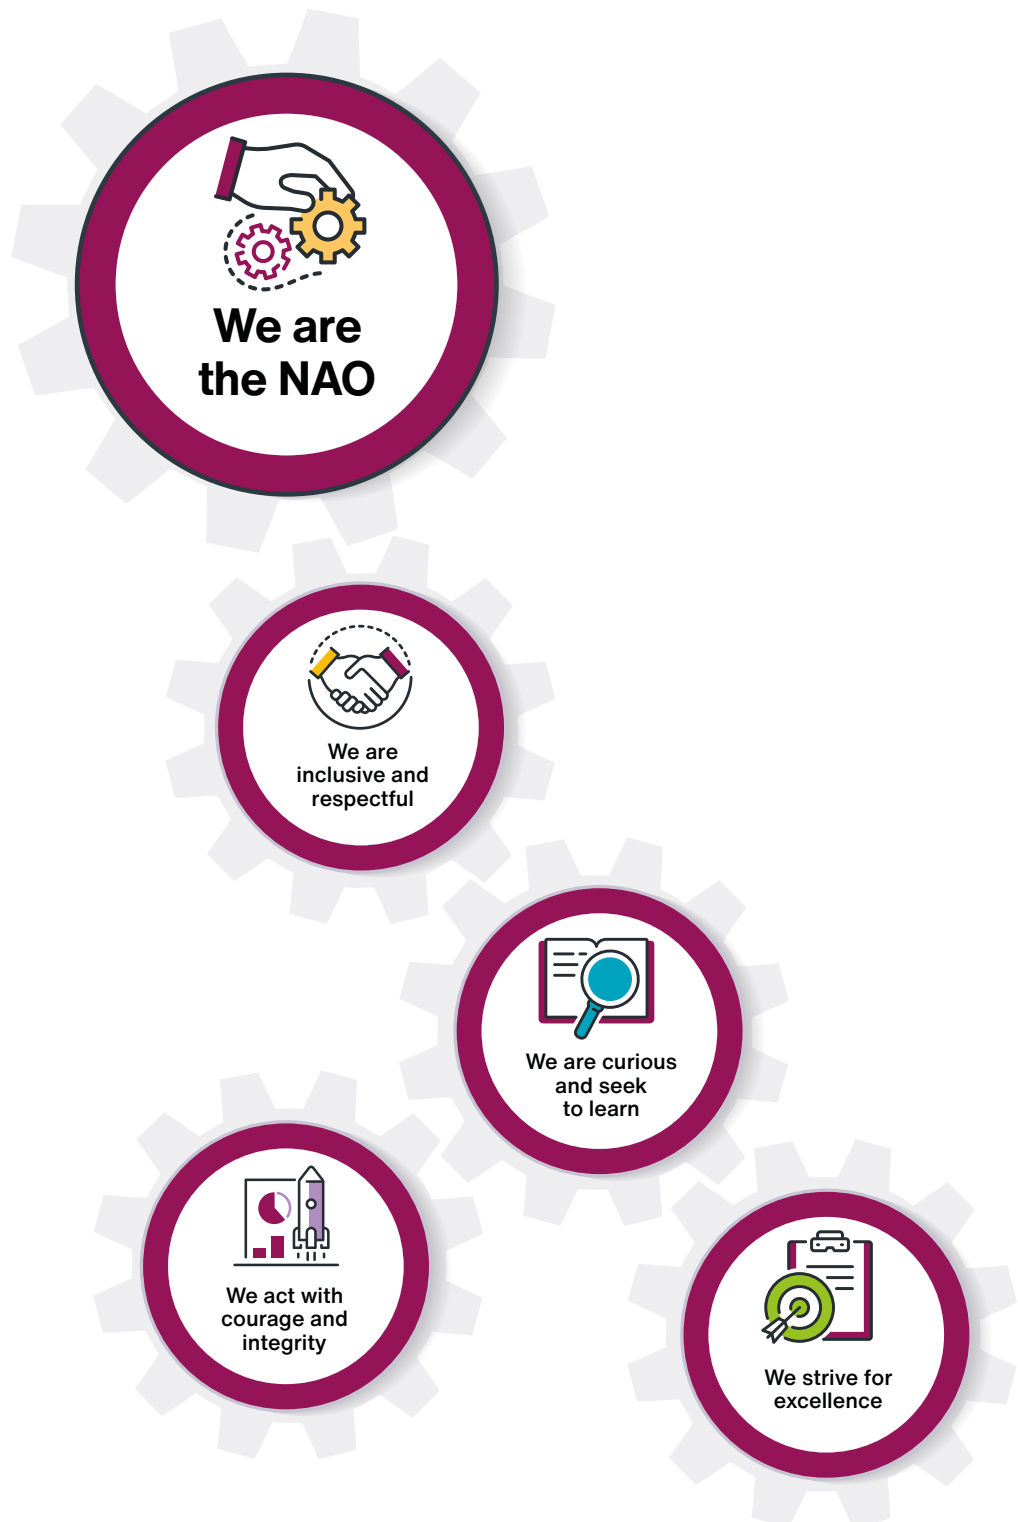 We are
the NAO
We are
inclusive and
respectful
We are curious
and seek
to learn
We act with
courage and
integrity
We strive for
excellence